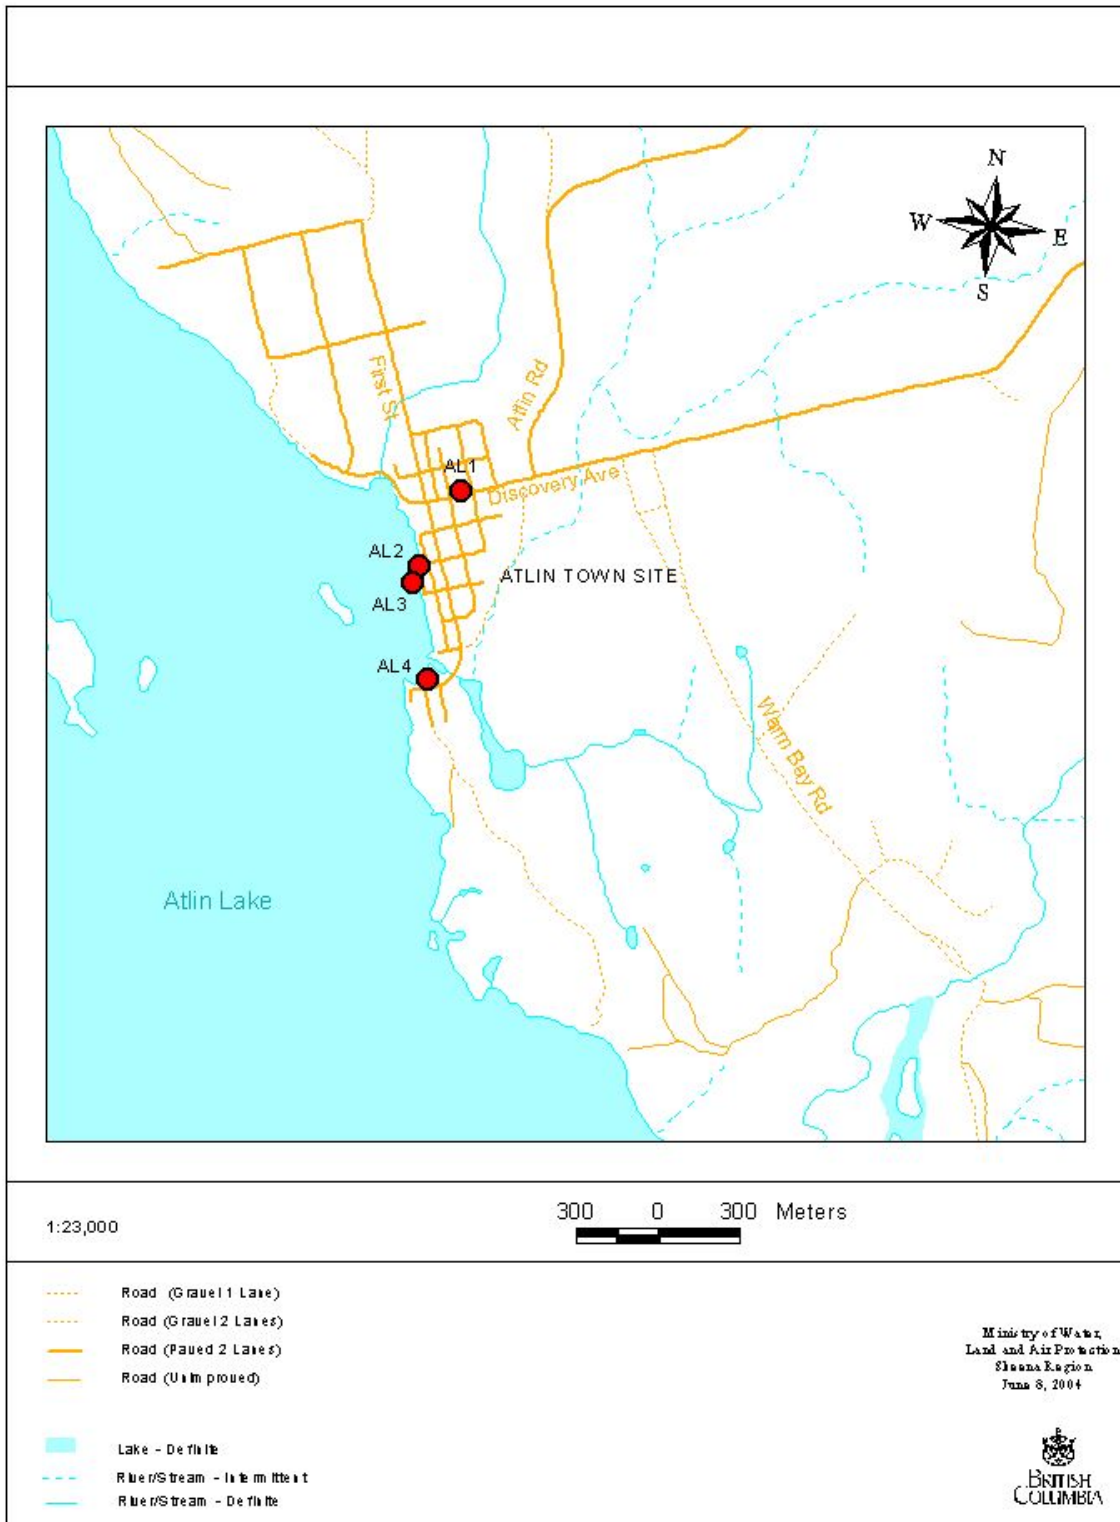 N
W
E
S
First St
Atlin Rd
AL1
Discovery Ave
AL2
ATLIN TOWN SITE
AL3
AL4
Warm Bay Rd
Atlin Lake
1:23,000
300 0 300 Meters
Road (Gravel 1 Lane)
Road (Gravel 2 Lanes)
Road (Paved 2 Lanes)
Road (Unimproved)
Ministry of Water,
Land and Air Protection
Skeena Region
June 8, 2004
Lake - Definite
River/Stream - Intermittent
River/Stream - Definite
BRITISH
COLUMBIA